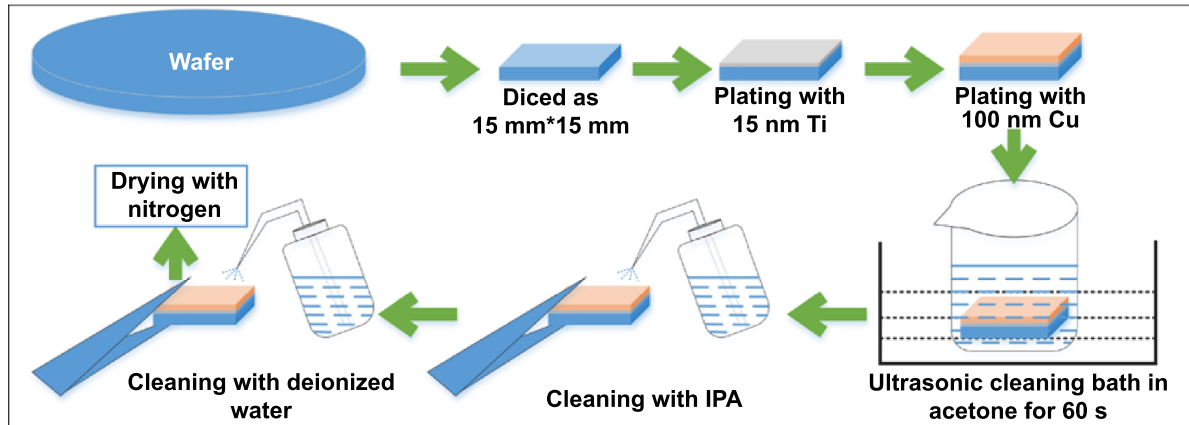 Wafer
Diced as
15 mm*15 mm
Plating with
15 nm Ti
Plating with
100 nm Cu
Ultrasonic cleaning bath in
acetone for 60 s
Cleaning with IPA
Cleaning with deionized
water
Drying with
nitrogen